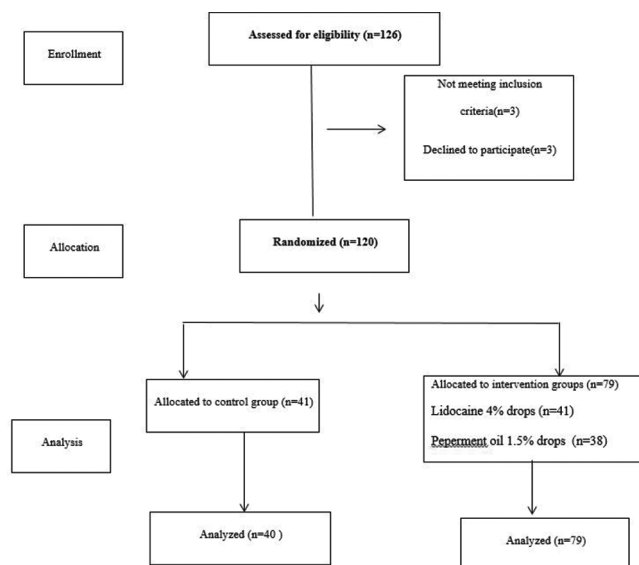 Assessed for eligibility (n=126)
Enrollment
Not meeting inclusion
criteria(n=3)
Declined to participate(n=3)
Randomized (n=120)
Allocation
Allocated to control group (n=41)
Allocated to intervention groups (n=79)
Lidocaine 4% drops (n=41)
Peperment oil 1.5% drops (n=38)
Analysis
Analyzed (n=40 )
Analyzed (n=79)